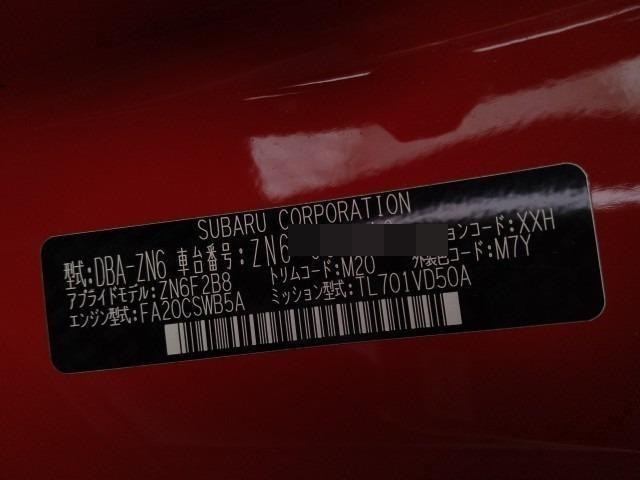 SUBARU CORPORATION
型式:DBA-ZN6 車台番号:ZN6 ョンコード:XXH
アプライドモデル:ZN6F2B8 トリムコード:M20 外装色コード:M7Y
エンジン型式:FA20CSWB5A ミッション型式:TL701VD50A